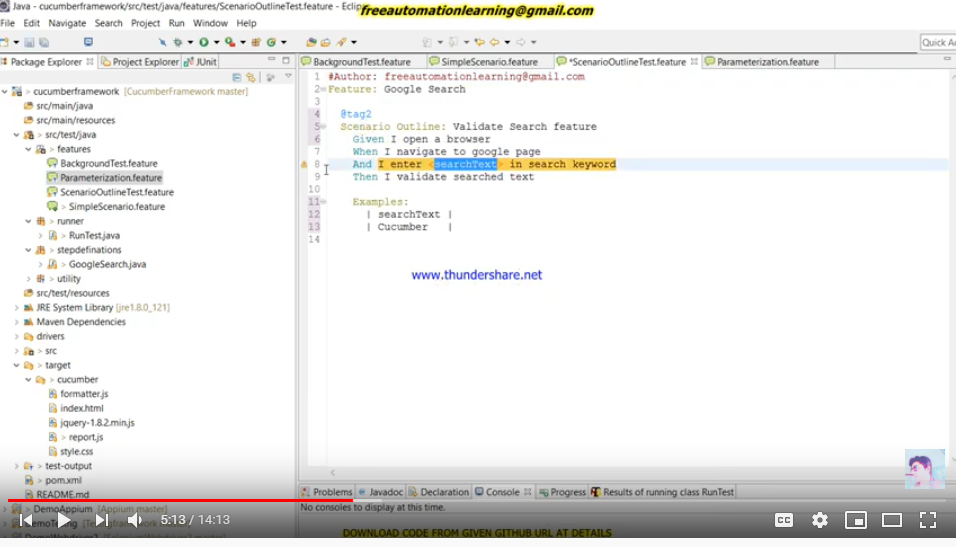 Java - cucumberframework/src/test/java/features/ScenarioOutlineTest.feature - Eclip
freeautomationlearning@gmail.com
File Edit Navigate Search Project Run Window Help
Quick Ac
Package Explorer Project Explorer JUnit
BackgroundTest.feature SimpleScenario.feature *ScenarioOutlineTest.feature Parameterization.feature
> cucumberframework [CucumberFramework master]
src/main/java
src/main/resources
> src/test/java
> features
BackgroundTest.feature
Parameterization.feature
ScenarioOutlineTest.feature
> SimpleScenario.feature
> runner
> RunTest.java
> stepdefinations
> GoogleSearch.java
> utility
src/test/resources
JRE System Library [jre1.8.0_121]
Maven Dependencies
drivers
> src
> target
> cucumber
formatter.js
index.html
jquery-1.8.2.min.js
> report.js
style.css
> test-output
> pom.xml
README.md
> DemoAppium [Appium master]
1 #Author: freeautomationlearning@gmail.com
2 Feature: Google Search
3
4 @tag2
5 Scenario Outline: Validate Search feature
6 Given I open a browser
7 When I navigate to google page
8 And I enter <searchText> in search keyword
9 Then I validate searched text
10
11 Examples:
12 | searchText |
13 | Cucumber |
14
www.thundershare.net
Problems Javadoc Declaration Console Progress Results of running class RunTest
No consoles to display at this time.
5:13 / 14:13
CC
DOWNLOAD CODE FROM GIVEN GITHUB URL AT DETAILS